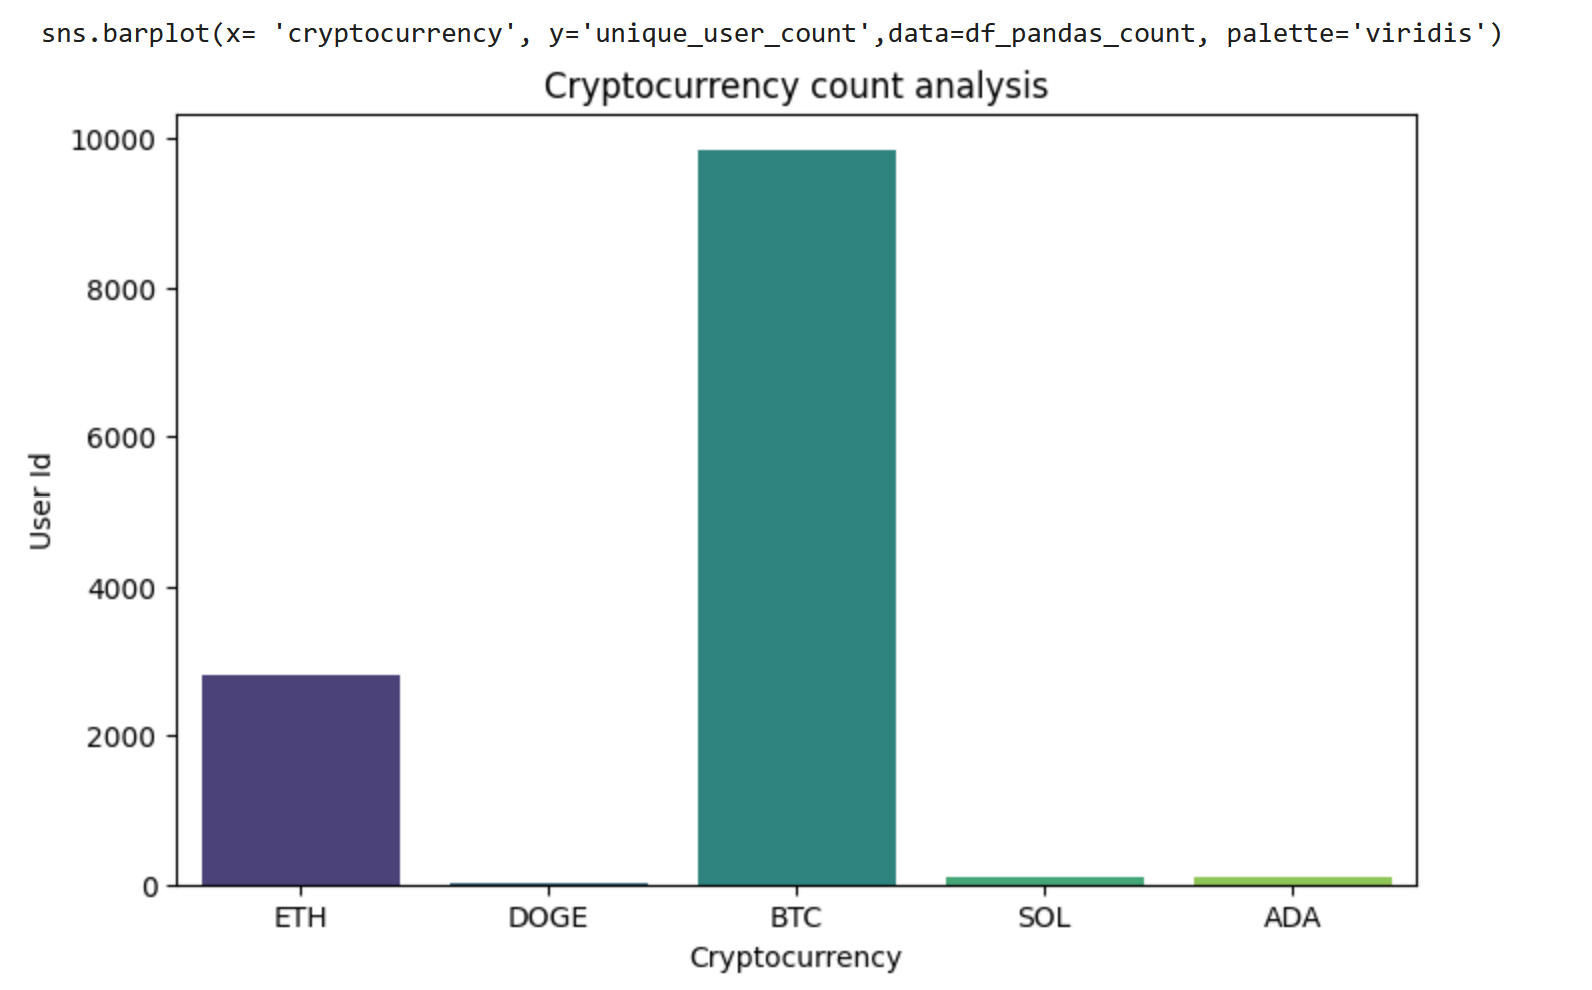 sns.barplot(x= 'cryptocurrency', y='unique_user_count',data=df_pandas_count, palette='viridis')
Cryptocurrency count analysis
10000
8000
6000
4000
2000
0
User Id
ETH DOGE BTC SOL ADA
Cryptocurrency